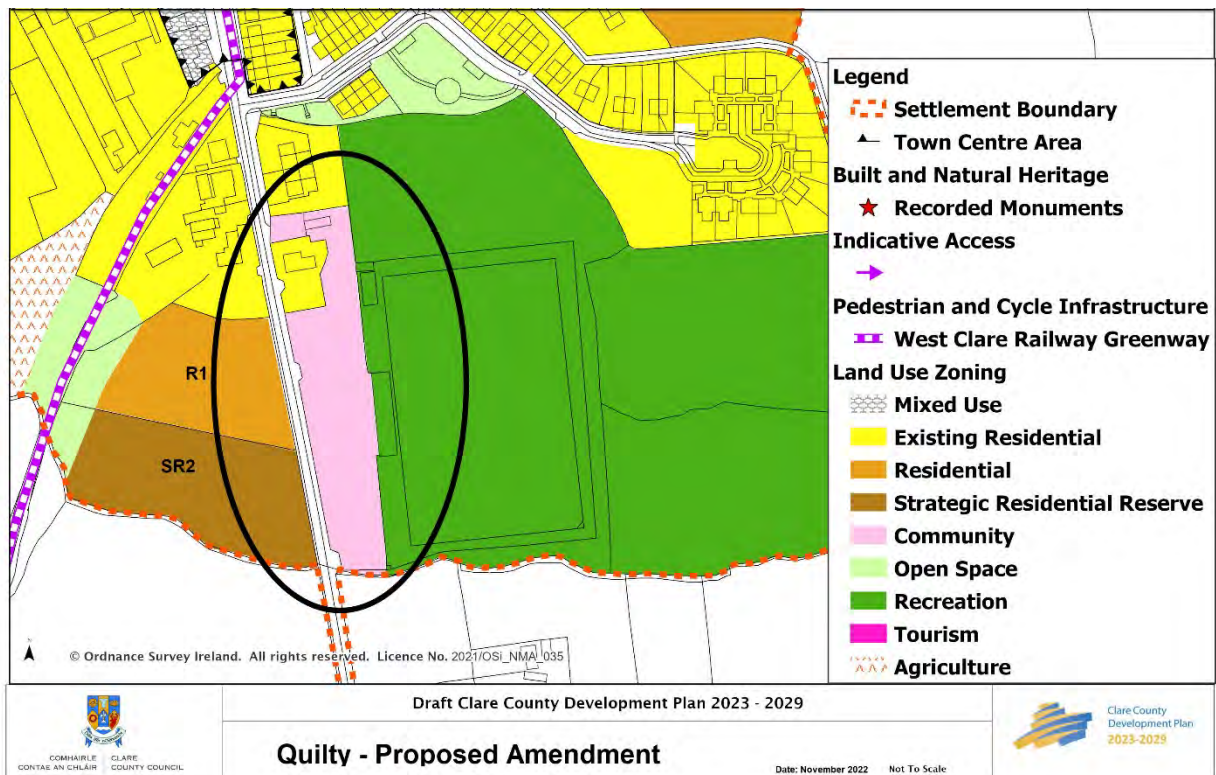 Legend
Settlement Boundary
Town Centre Area
Built and Natural Heritage
Recorded Monuments
Indicative Access
Pedestrian and Cycle Infrastructure
West Clare Railway Greenway
Land Use Zoning
Mixed Use
Existing Residential
Residential
Strategic Residential Reserve
Community
Open Space
Recreation
Tourism
Agriculture
R1
SR2
N
© Ordnance Survey Ireland. All rights reserved. Licence No. 2021/OSi_NMA_035
COMHAIRLE CONTAE AN CHLÁIR
CLARE COUNTY COUNCIL
Draft Clare County Development Plan 2023 - 2029
Quilty - Proposed Amendment
Date: November 2022 Not To Scale
Clare County
Development Plan
2023-2029